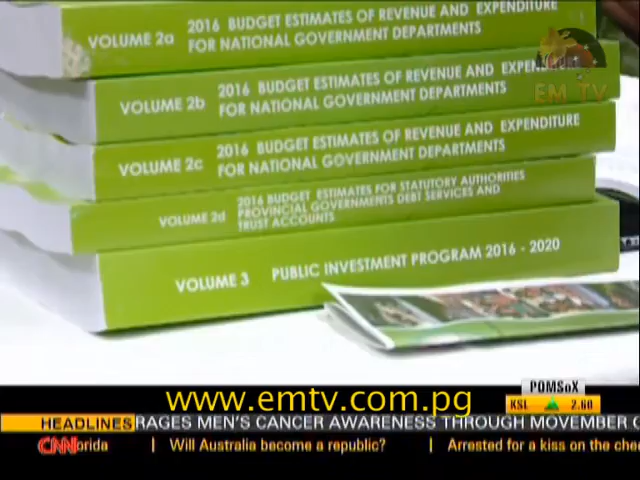 VOLUME 2a
2016 BUDGET ESTIMATES OF REVENUE AND EXPENDITURE
FOR NATIONAL GOVERNMENT DEPARTMENTS
EM TV
VOLUME 2b
2016 BUDGET ESTIMATES OF REVENUE AND
FOR NATIONAL GOVERNMENT DEPARTMENTS
VOLUME 2c
2016 BUDGET ESTIMATES OF REVENUE AND EXPENDITURE
FOR NATIONAL GOVERNMENT DEPARTMENTS
VOLUME 2d
2016 BUDGET ESTIMATES FOR STATUTORY AUTHORITIES
PROVINCIAL GOVERNMENTS DEBT SERVICES AND
TRUST ACCOUNTS
VOLUME 3 PUBLIC INVESTMENT PROGRAM 2016 - 2020
www.emtv.com.pg
POMSoX
KSL 2.60
HEADLINES RAGES MEN'S CANCER AWARENESS THROUGH MOVEMBER
CNN orida | Will Australia become a republic? | Arrested for a kiss on the che